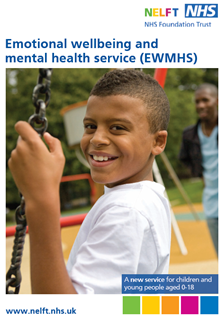 NELFT NHS
NHS Foundation Trust
Emotional wellbeing and
mental health service (EWMHS)
A new service for children and
young people aged 0-18
www.nelft.nhs.uk